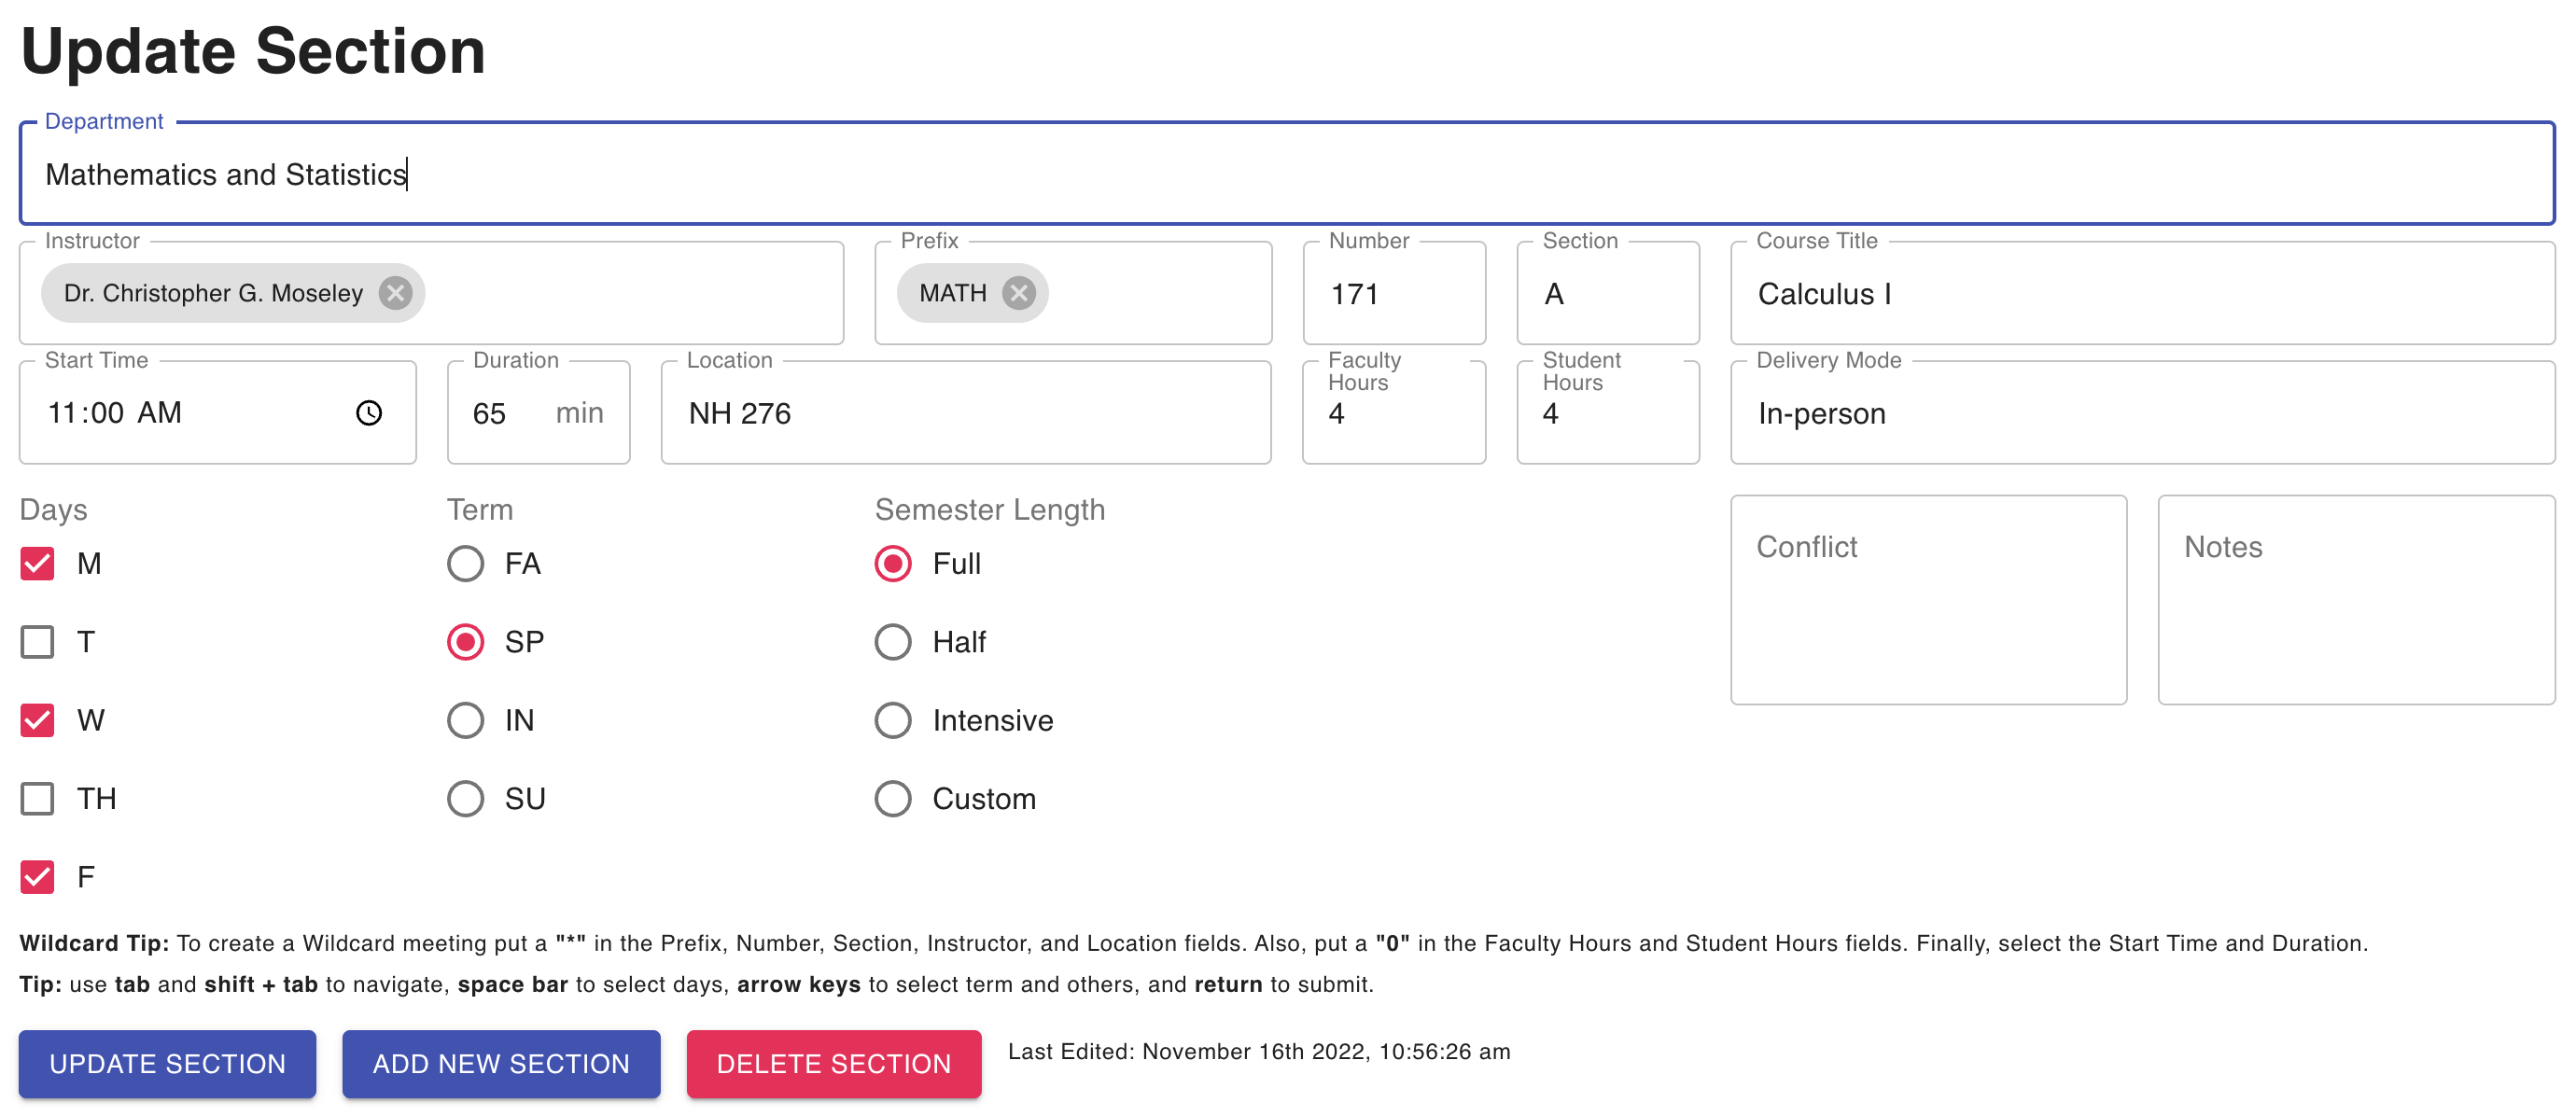 Update Section
Department
Mathematics and Statistics
Instructor
Dr. Christopher G. Moseley
Prefix
MATH
Number
171
Section
A
Course Title
Calculus I
Start Time
11:00 AM
Duration
65 min
Location
NH 276
Faculty
Hours
4
Student
Hours
4
Delivery Mode
In-person
Days
M
T
W
TH
F
Term
FA
SP
IN
SU
Semester Length
Full
Half
Intensive
Custom
Conflict
Notes
Wildcard Tip: To create a Wildcard meeting put a "*" in the Prefix, Number, Section, Instructor, and Location fields. Also, put a "0" in the Faculty Hours and Student Hours fields. Finally, select the Start Time and Duration.
Tip: use tab and shift + tab to navigate, space bar to select days, arrow keys to select term and others, and return to submit.
UPDATE SECTION
ADD NEW SECTION
DELETE SECTION
Last Edited: November 16th 2022, 10:56:26 am